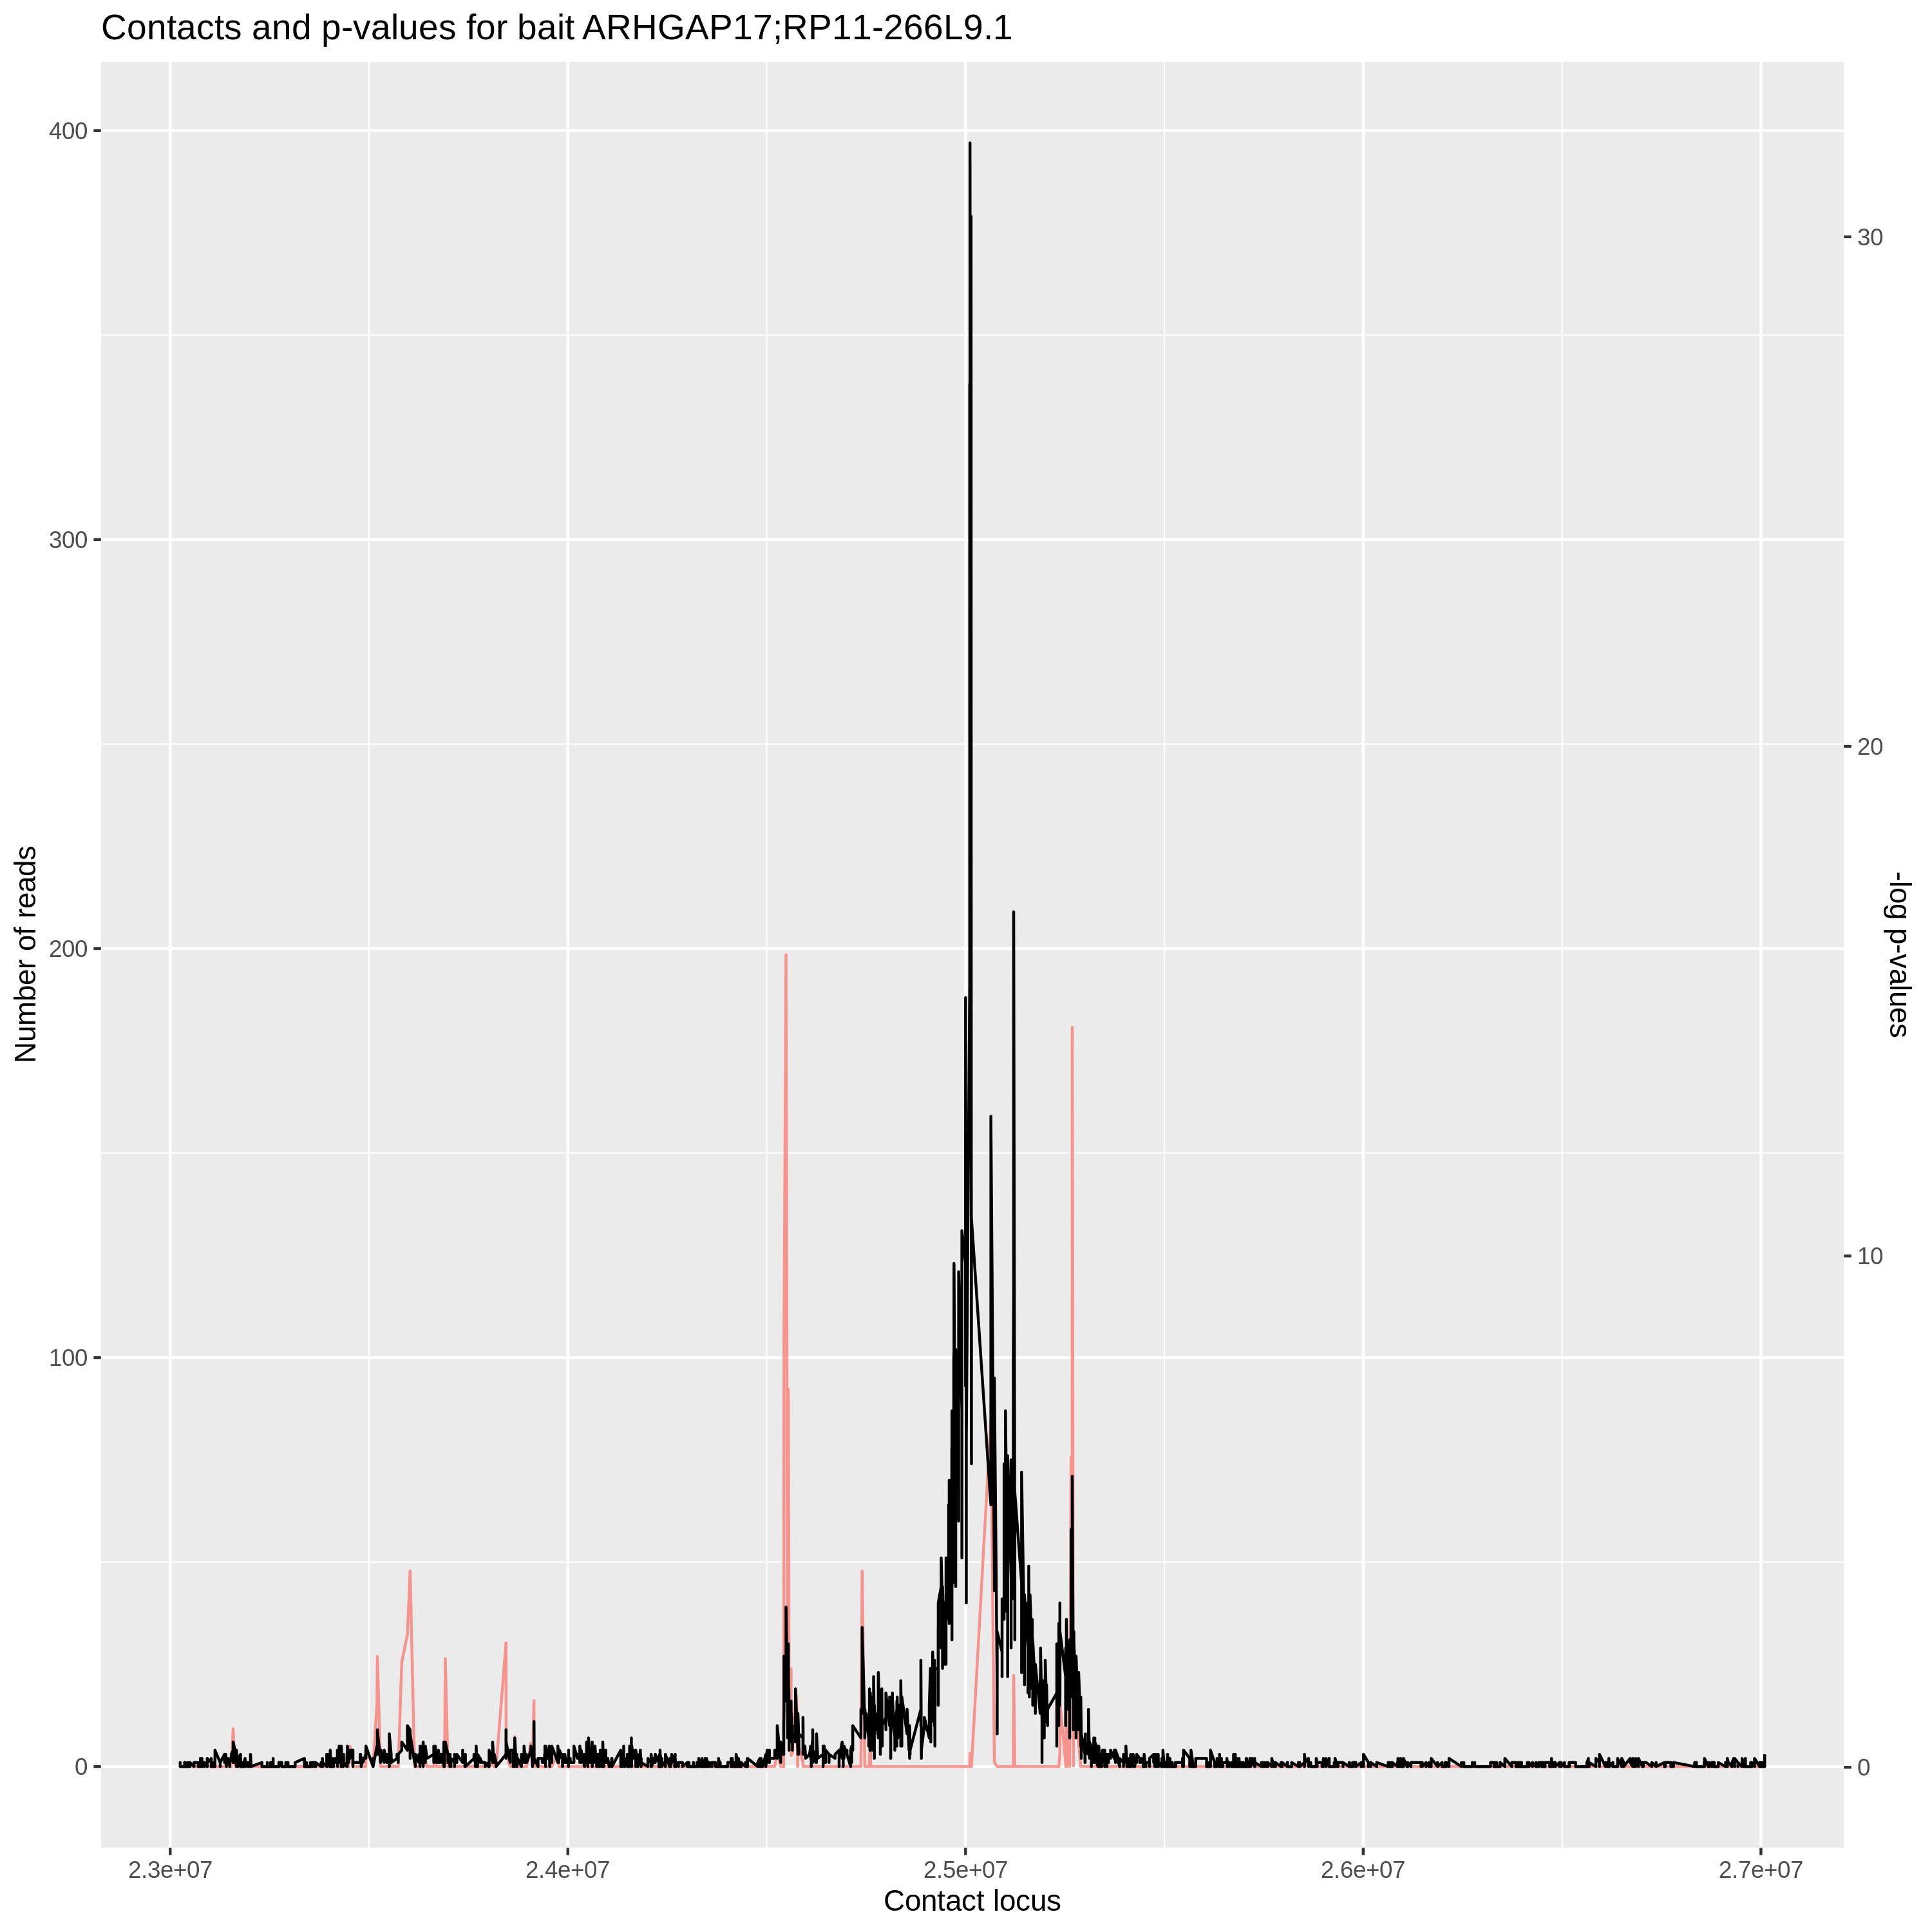 Contacts and p-values for bait ARHGAP17;RP11-266L9.1
400
300
200
100
0
Number of reads
30
20
10
0
-log p-values
2.3e+07
2.4e+07
2.5e+07
2.6e+07
2.7e+07
Contact locus